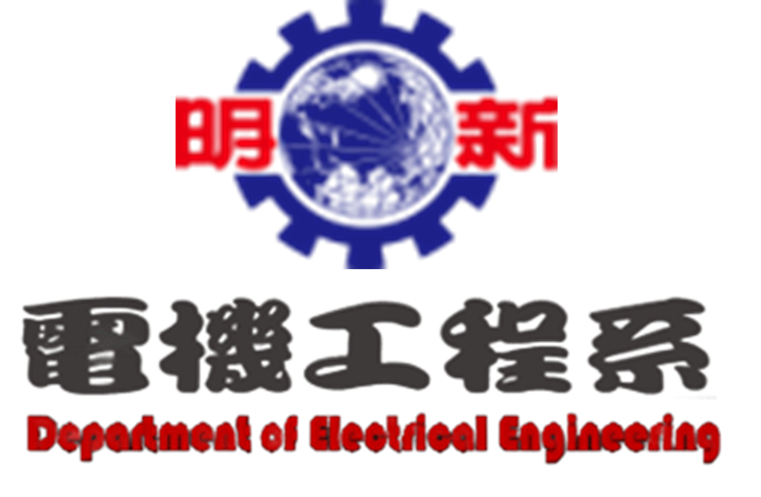 明新
電機工程系
Department of Electrical Engineering